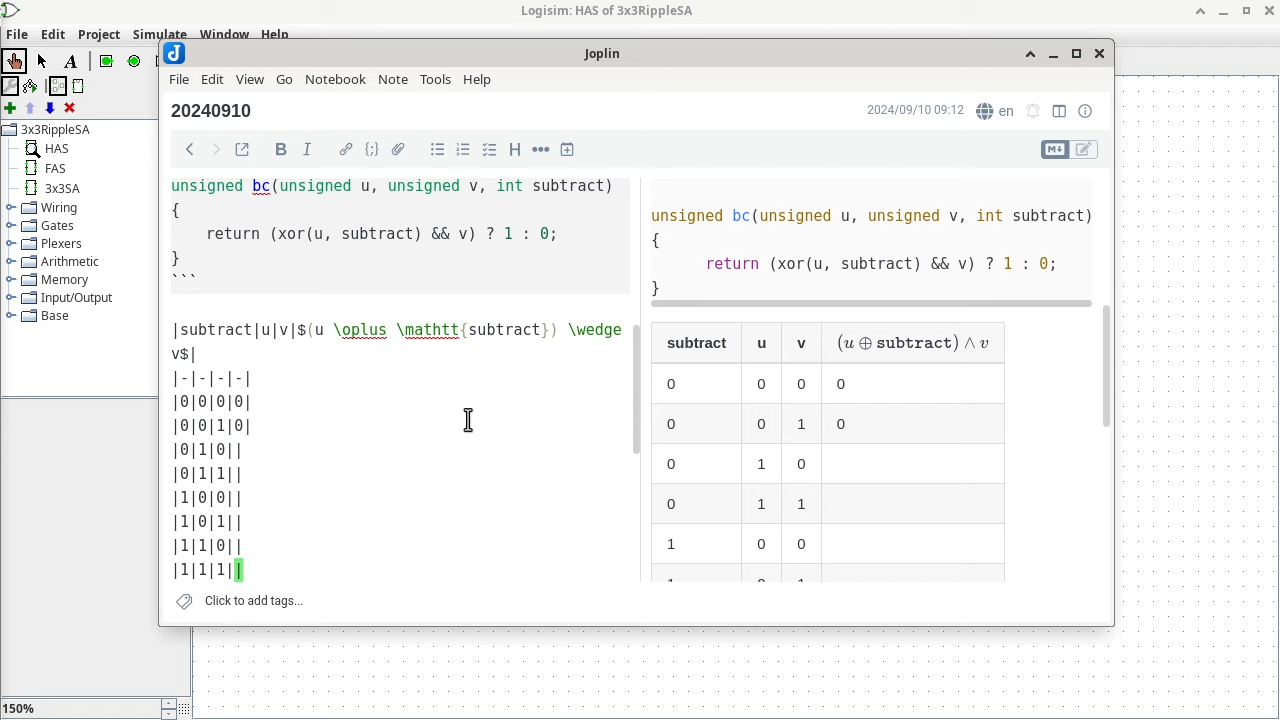 Logisim: HAS of 3x3RippleSA
File Edit Project Simulate Window Help
A
3x3RippleSA
HAS
FAS
3x3SA
Wiring
Gates
Plexers
Arithmetic
Memory
Input/Output
Base
150%
Joplin
File Edit View Go Notebook Note Tools Help
20240910
2024/09/10 09:12 en
B I H M↓
unsigned bc(unsigned u, unsigned v, int subtract)
{
return (xor(u, subtract) && v) ? 1 : 0;
}
```
|subtract|u|v|$(u \oplus \mathtt{subtract}) \wedge
v$|
|-|-|-|-|
|0|0|0|0|
|0|0|1|0|
|0|1|0||
|0|1|1||
|1|0|0||
|1|0|1||
|1|1|0||
|1|1|1||
unsigned bc(unsigned u, unsigned v, int subtract)
{
return (xor(u, subtract) && v) ? 1 : 0;
}
subtract u v (u ⊕ subtract) ∧ v
0 0 0 0
0 0 1 0
0 1 0
0 1 1
1 0 0
Click to add tags...